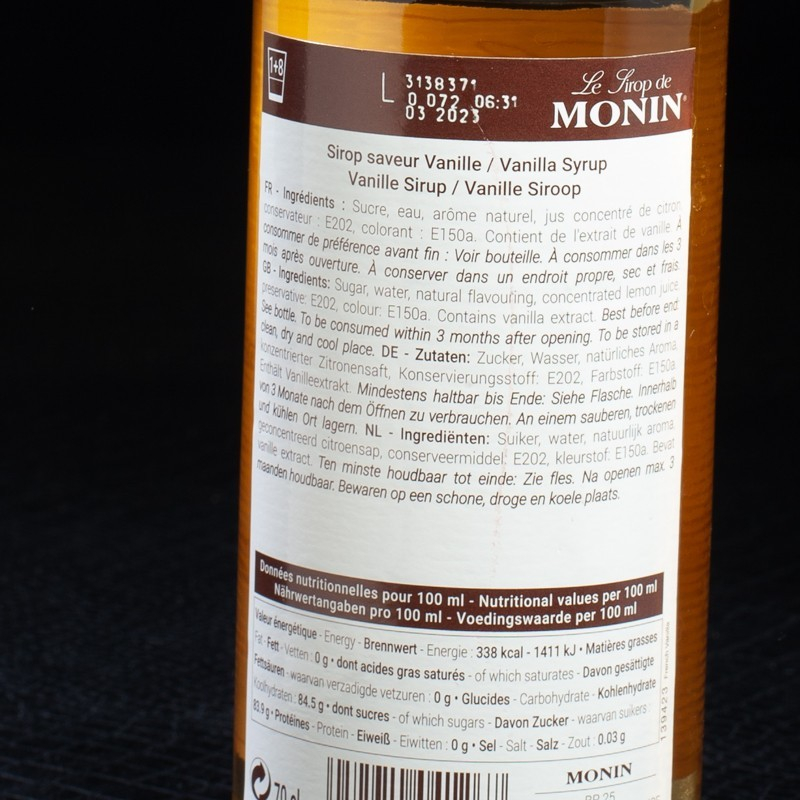 1+8
L 3138371
0 072 06:31
03 2023
Le Sirop de
MONIN®
Sirop saveur Vanille / Vanilla Syrup
Vanille Sirup / Vanille Siroop
FR - Ingrédients : Sucre, eau, arôme naturel, jus concentré de citron,
conservateur : E202, colorant : E150a. Contient de l'extrait de vanille. À
consommer de préférence avant fin : Voir bouteille. À consommer dans les 3
mois après ouverture. À conserver dans un endroit propre, sec et frais.
GB - Ingredients: Sugar, water, natural flavouring, concentrated lemon juice,
preservative: E202, colour: E150a. Contains vanilla extract. Best before end:
See bottle. To be consumed within 3 months after opening. To be stored in a
clean, dry and cool place. DE - Zutaten: Zucker, Wasser, natürliches Aroma,
konzentrierter Zitronensaft, Konservierungsstoff: E202, Farbstoff: E150a.
Enthält Vanilleextrakt. Mindestens haltbar bis Ende: Siehe Flasche. Innerhalb
von 3 Monate nach dem Öffnen zu verbrauchen. An einem sauberen, trockenen
und kühlen Ort lagern. NL - Ingrediënten: Suiker, water, natuurlijk aroma,
geconcentreerd citroensap, conserveermiddel: E202, kleurstof: E150a. Bevat
vanille extract. Ten minste houdbaar tot einde: Zie fles. Na openen max. 3
maanden houdbaar. Bewaren op een schone, droge en koele plaats.
Données nutritionnelles pour 100 ml - Nutritional values per 100 ml
Nährwertangaben pro 100 ml - Voedingswaarde per 100 ml
Valeur énergétique - Energy - Brennwert - Energie : 338 kcal - 1411 kJ • Matières grasses
Fat - Fett - Vetten : 0 g • dont acides gras saturés - of which saturates - Davon gesättigte
Fettsäuren - waarvan verzadigde vetzuren : 0 g • Glucides - Carbohydrate - Kohlenhydrate
Koolhydraten : 84.5 g • dont sucres - of which sugars - Davon Zucker - waarvan suikers :
83.9 g • Protéines - Protein - Eiweiß - Eiwitten : 0 g • Sel - Salt - Salz - Zout : 0.03 g
139423 French Vanilla
70 cl
MONIN
BP 25